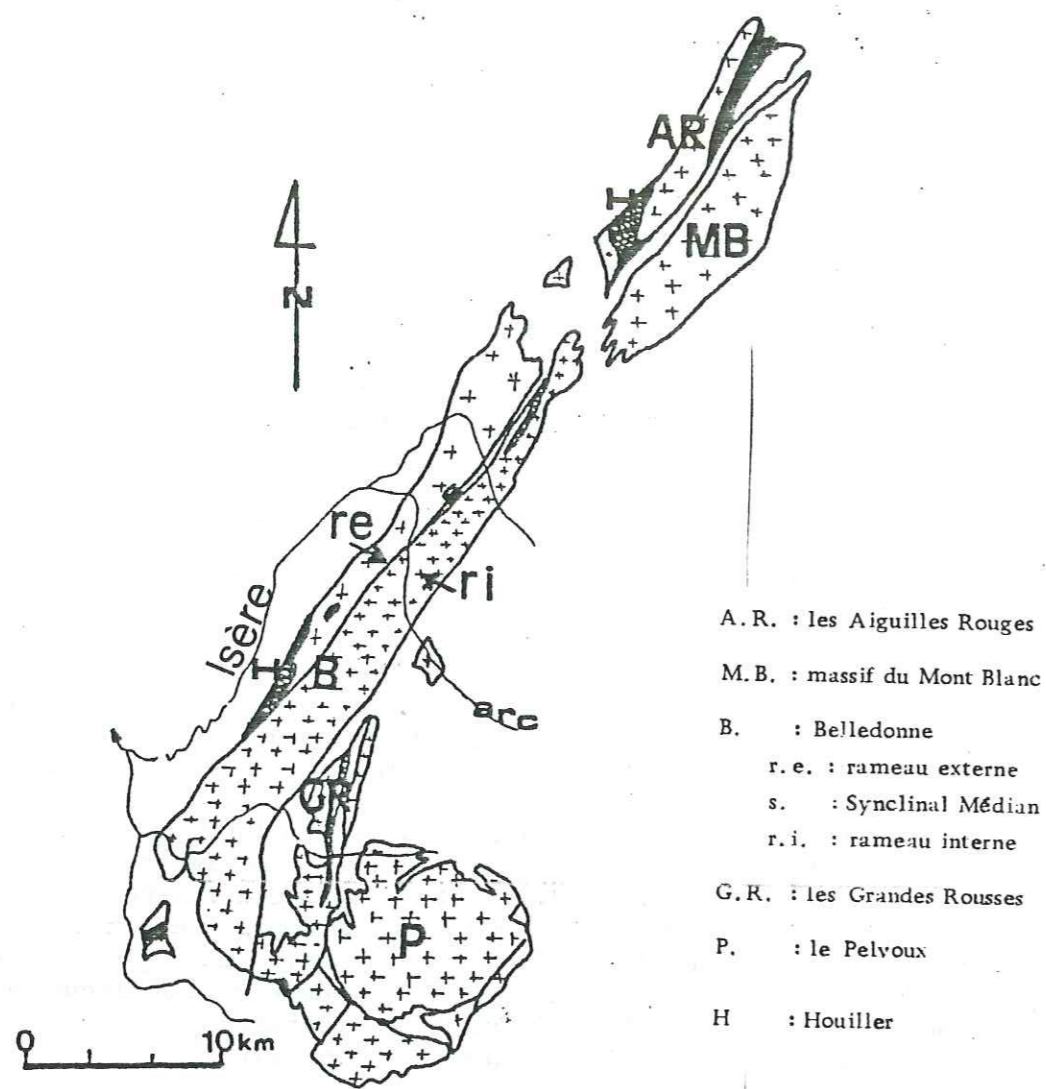 AR
H
MB
N
re
ri
Isère
H
B
arc
GR
P
0 10km
A.R. : les Aiguilles Rouges
M.B. : massif du Mont Blanc
B. : Belledonne
r.e. : rameau externe
s. : Synclinal Médian
r.i. : rameau interne
G.R. : les Grandes Rousses
P. : le Pelvoux
H : Houiller